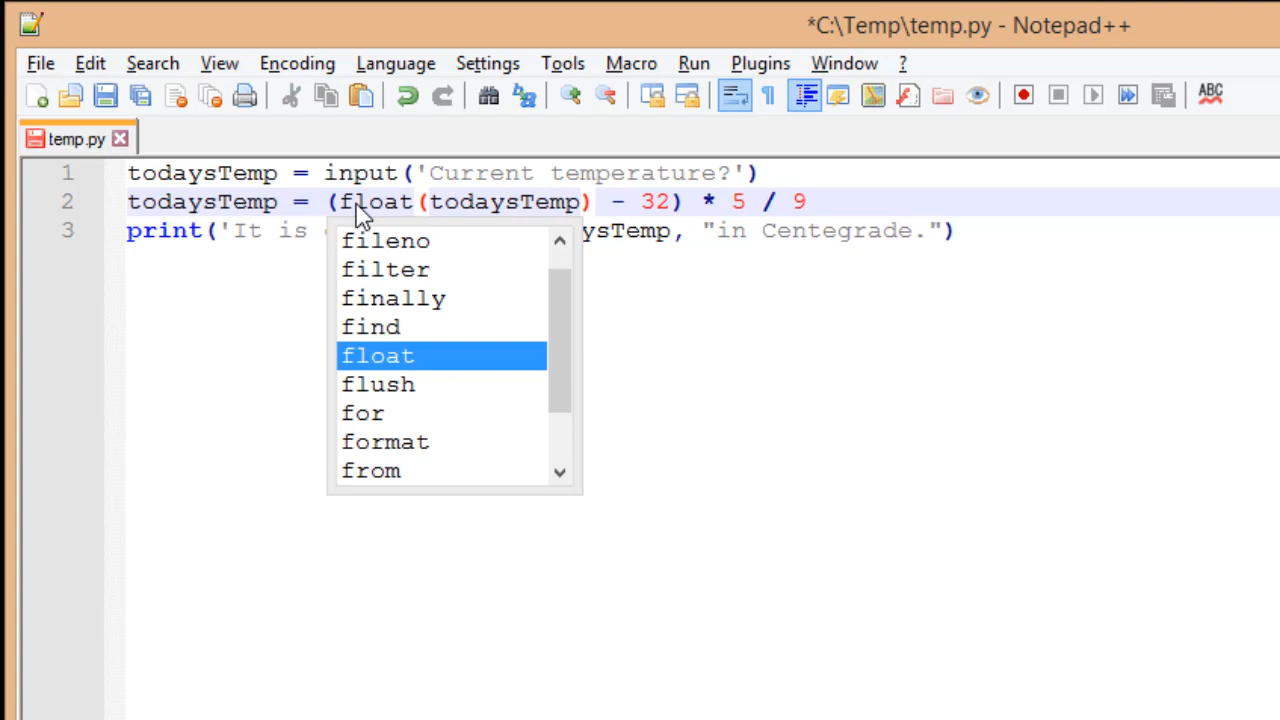 *C:\Temp\temp.py - Notepad++
File Edit Search View Encoding Language Settings Tools Macro Run Plugins Window ?
ABC
temp.py
1 todaysTemp = input('Current temperature?')
2 todaysTemp = (float(todaysTemp) - 32) * 5 / 9
3 print('It is ysTemp, "in Centegrade.")
fileno
filter
finally
find
float
flush
for
format
from